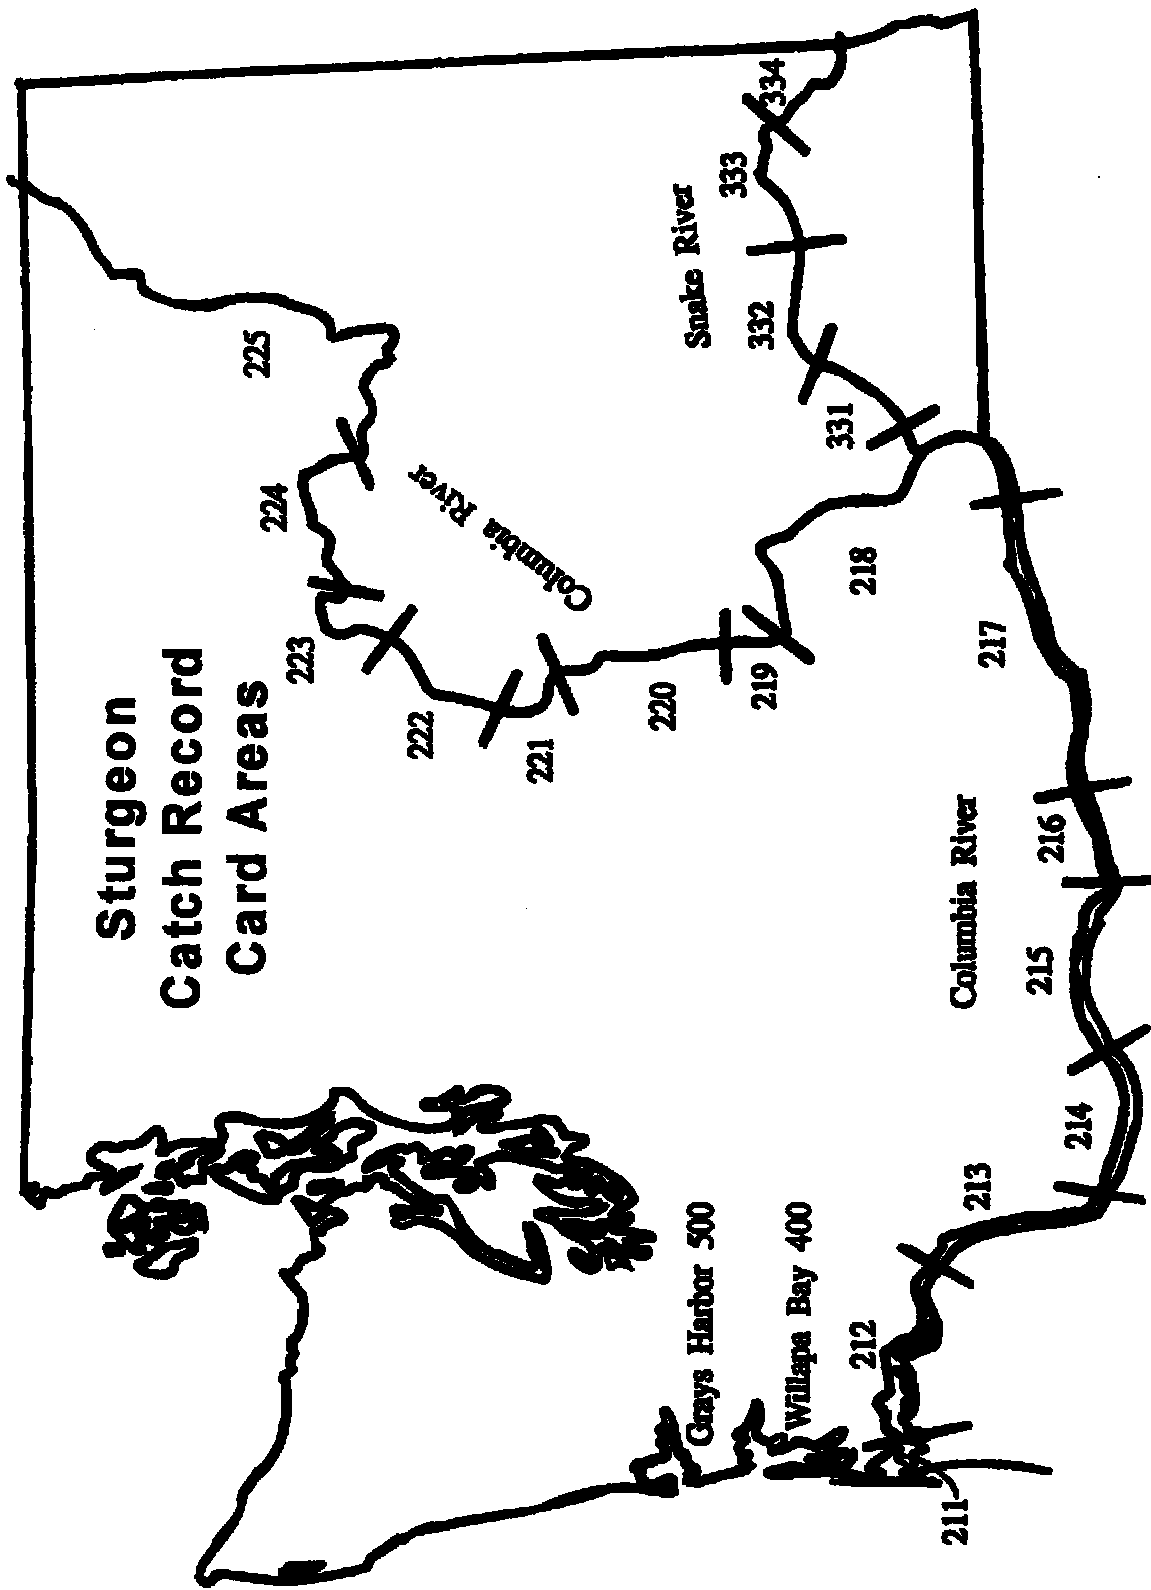 Sturgeon
Catch Record
Card Areas
225
224
223
222
221
220
219
218
217
216
215
214
213
212
211
Columbia River
Columbia River
Snake River
334
333
332
331
Grays Harbor 500
Willapa Bay 400